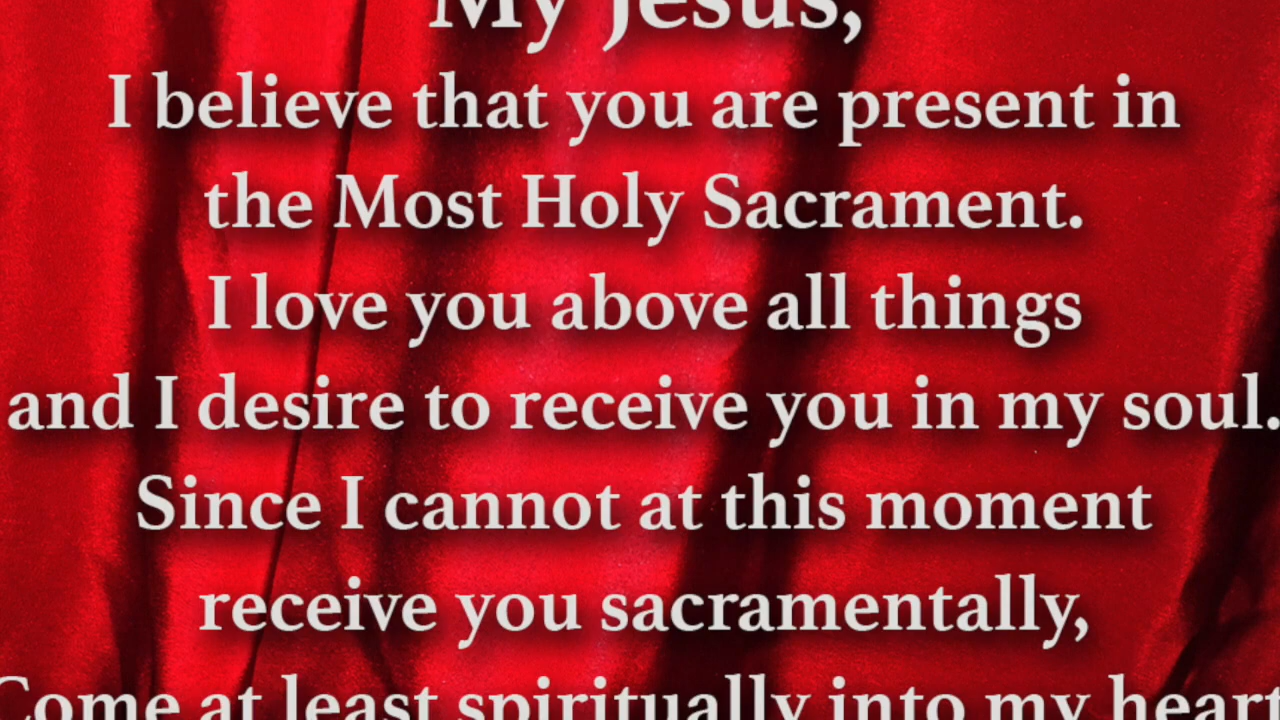 My Jesus,
I believe that you are present in
the Most Holy Sacrament.
I love you above all things
and I desire to receive you in my soul.
Since I cannot at this moment
receive you sacramentally,
Come at least spiritually into my heart